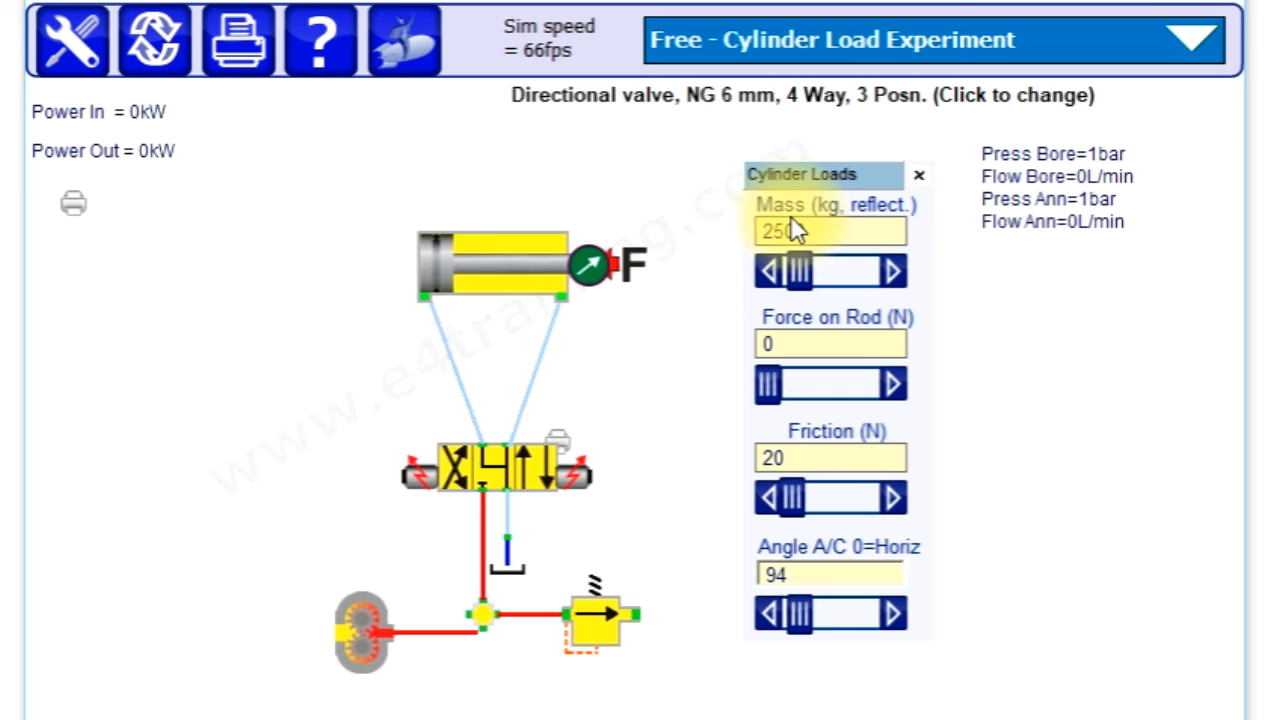 Sim speed
= 66fps
Free - Cylinder Load Experiment
Directional valve, NG 6 mm, 4 Way, 3 Posn. (Click to change)
Power In = 0kW
Power Out = 0kW
Press Bore=1bar
Flow Bore=0L/min
Press Ann=1bar
Flow Ann=0L/min
Cylinder Loads
×
Mass (kg, reflect.)
250
Force on Rod (N)
0
Friction (N)
20
Angle A/C 0=Horiz
94
?
F